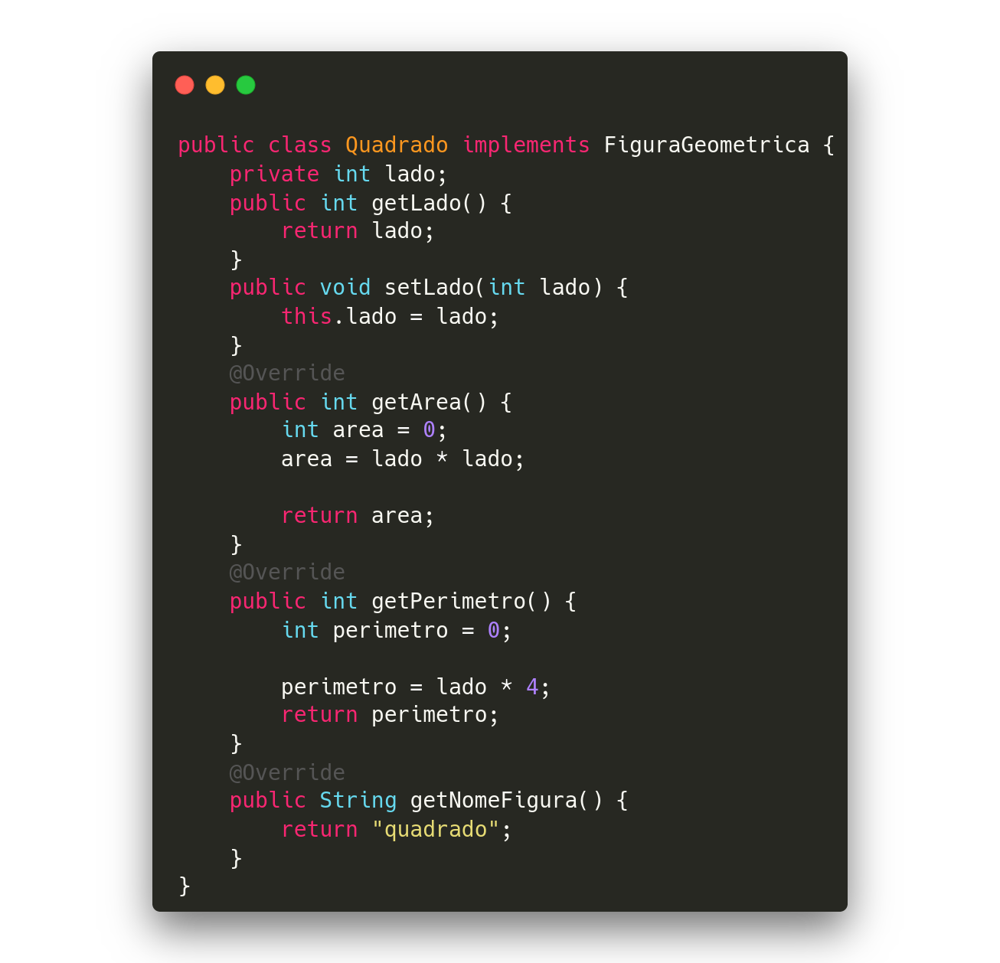 public class Quadrado implements FiguraGeometrica {
    private int lado;
    public int getLado() {
        return lado;
    }
    public void setLado(int lado) {
        this.lado = lado;
    }
    @Override
    public int getArea() {
        int area = 0;
        area = lado * lado;

        return area;
    }
    @Override
    public int getPerimetro() {
        int perimetro = 0;

        perimetro = lado * 4;
        return perimetro;
    }
    @Override
    public String getNomeFigura() {
        return "quadrado";
    }
}